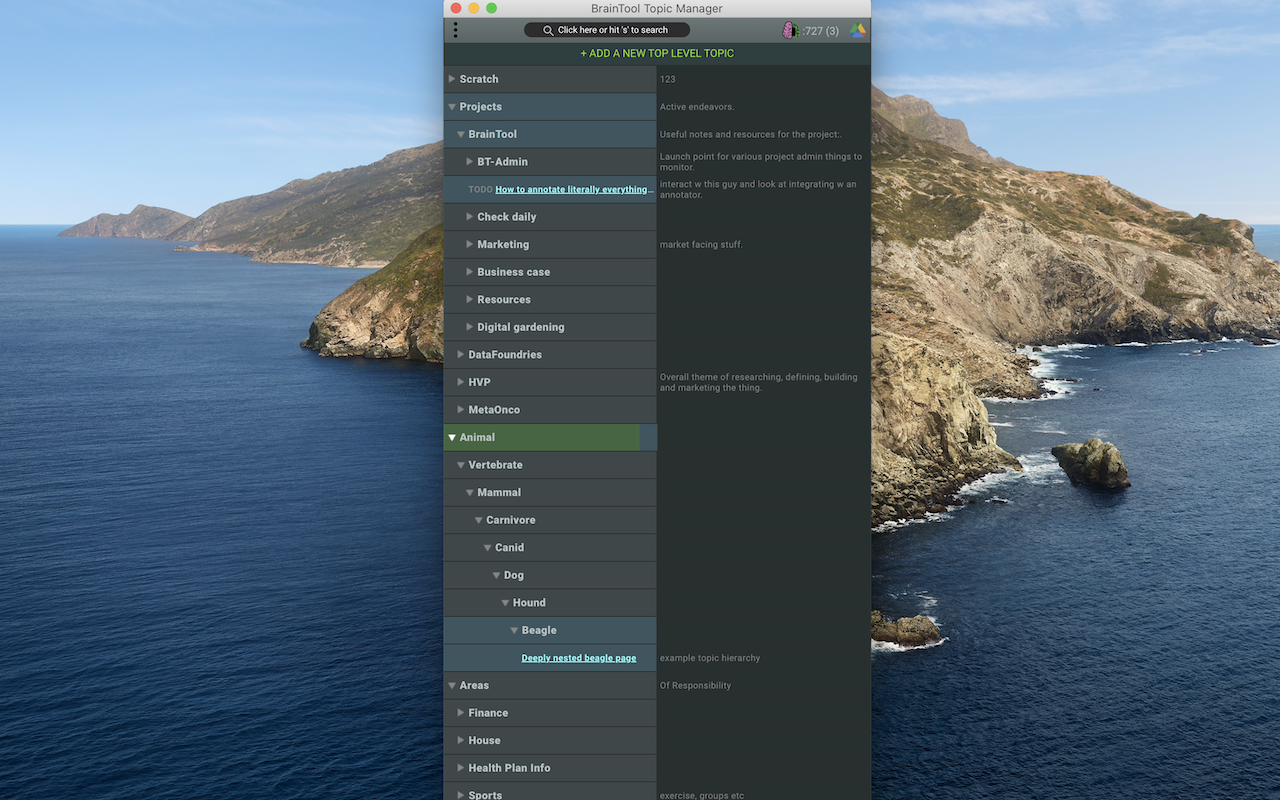 BrainTool Topic Manager
Click here or hit 's' to search
:727 (3)
+ ADD A NEW TOP LEVEL TOPIC
Scratch 123
Projects Active endeavors.
BrainTool Useful notes and resources for the project:.
BT-Admin Launch point for various project admin things to
monitor.
TODO How to annotate literally everything... interact w this guy and look at integrating w an
annotator.
Check daily
Marketing market facing stuff.
Business case
Resources
Digital gardening
DataFoundries
HVP Overall theme of researching, defining, building
and marketing the thing.
MetaOnco
Animal
Vertebrate
Mammal
Carnivore
Canid
Dog
Hound
Beagle
Deeply nested beagle page example topic hierarchy
Areas Of Responsibility
Finance
House
Health Plan Info
Sports exercise, groups etc